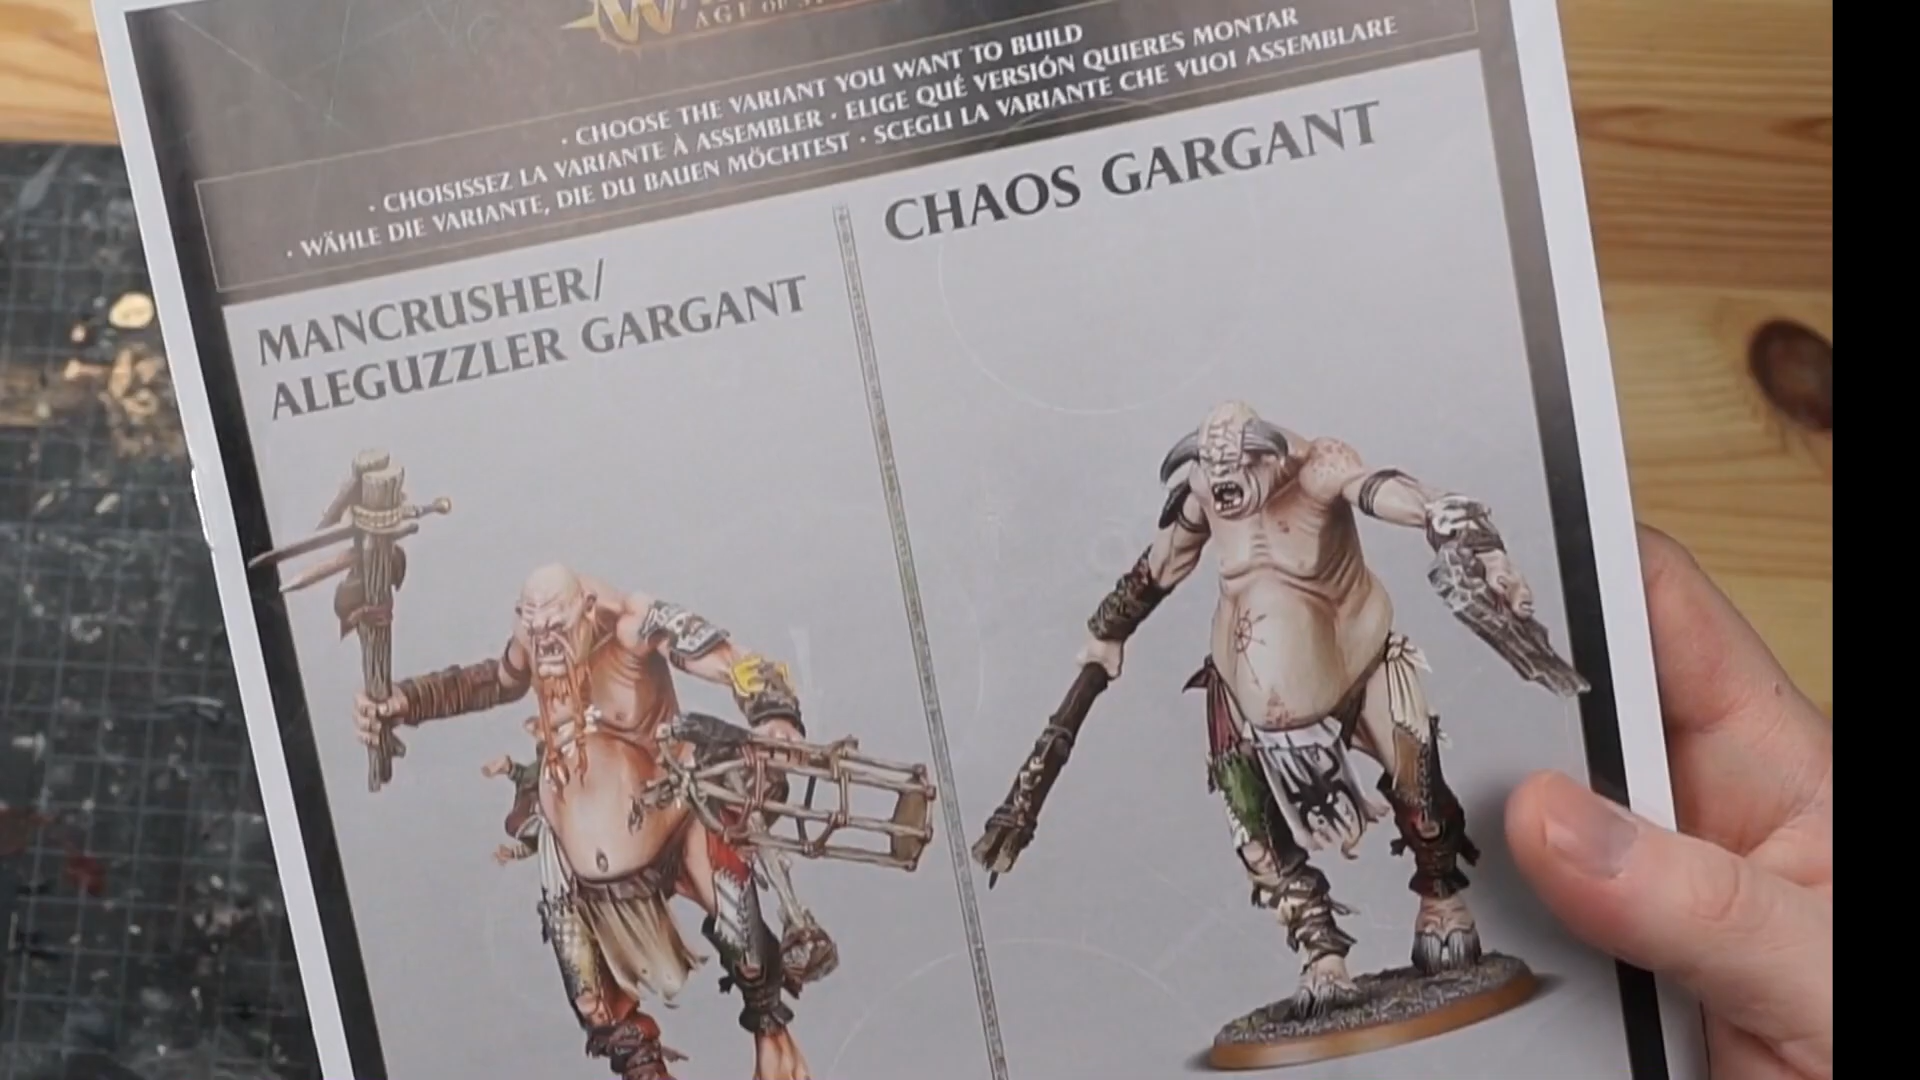 AGE OF
· CHOOSE THE VARIANT YOU WANT TO BUILD
· CHOISISSEZ LA VARIANTE À ASSEMBLER · ELIGE QUÉ VERSIÓN QUIERES MONTAR
· WÄHLE DIE VARIANTE, DIE DU BAUEN MÖCHTEST · SCEGLI LA VARIANTE CHE VUOI ASSEMBLARE
MANCRUSHER/
ALEGUZZLER GARGANT
CHAOS GARGANT